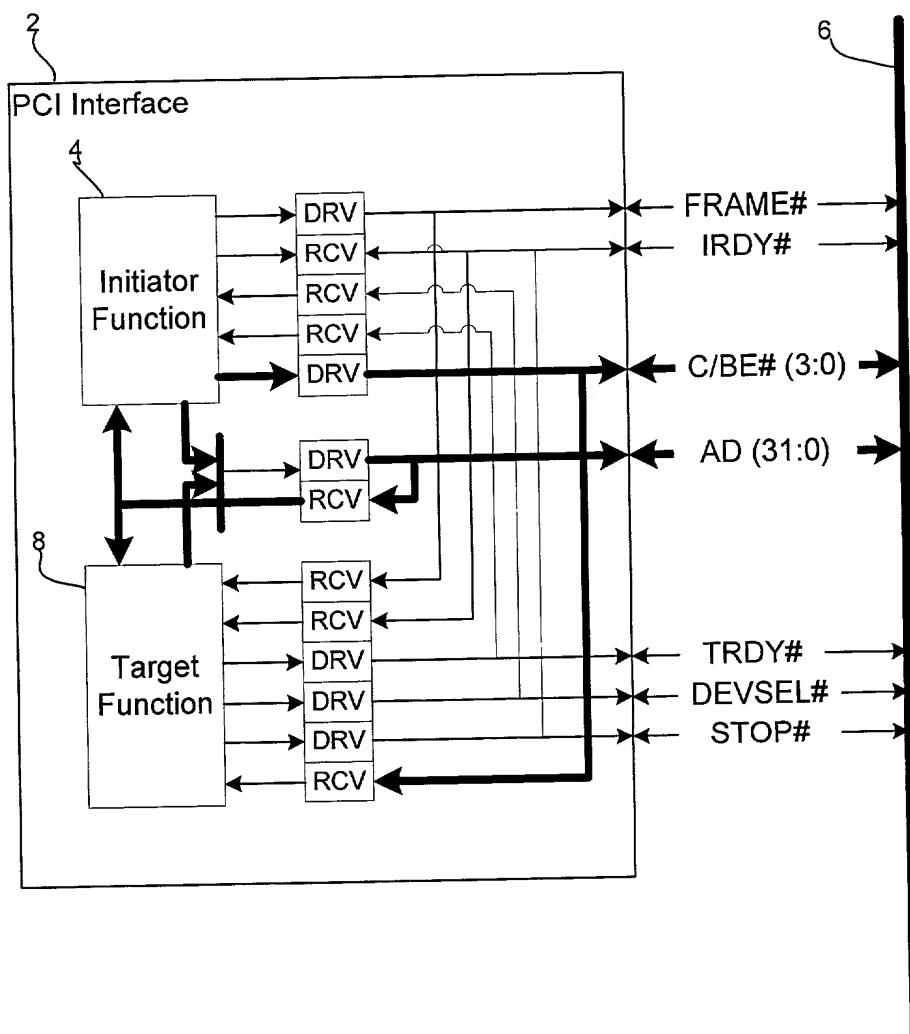 2
6
PCI Interface
4
DRV
FRAME#
RCV
IRDY#
Initiator
Function
RCV
RCV
DRV
C/BE# (3:0)
DRV
AD (31:0)
RCV
8
RCV
RCV
Target
Function
DRV
TRDY#
DRV
DEVSEL#
DRV
STOP#
RCV